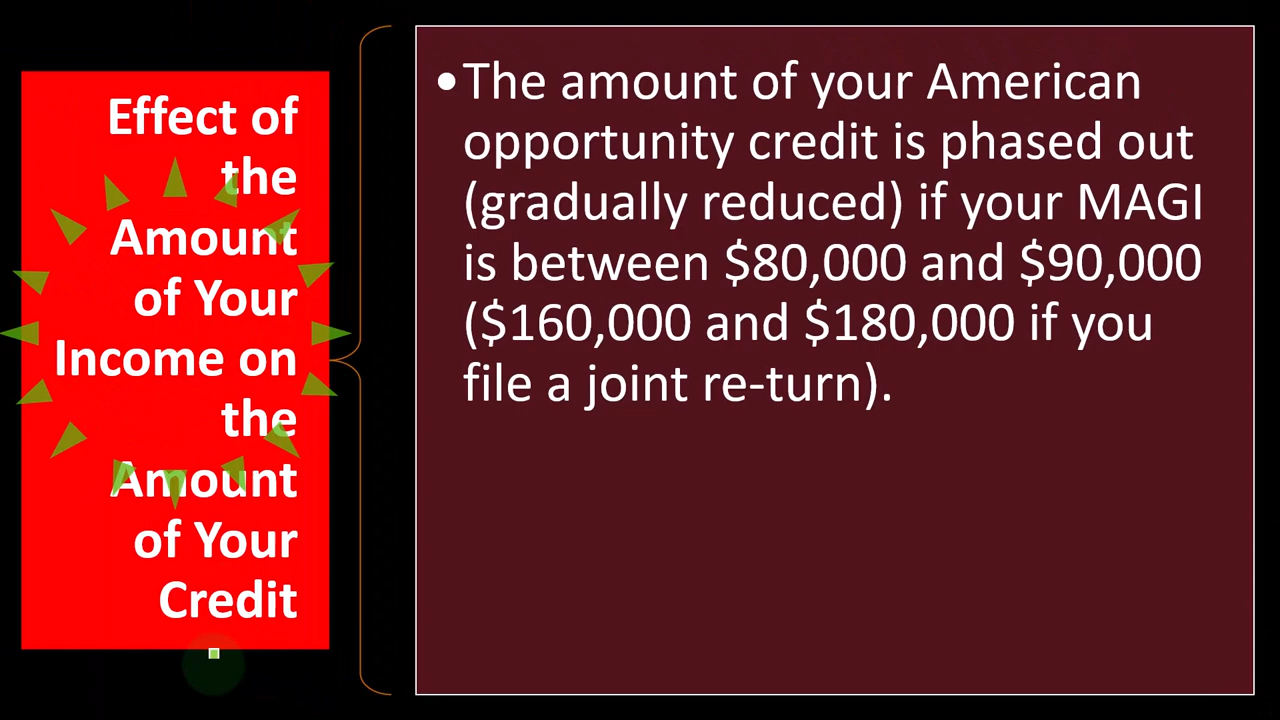 Effect of
the
Amount
of Your
Income on
the
Amount
of Your
Credit
•The amount of your American
opportunity credit is phased out
(gradually reduced) if your MAGI
is between $80,000 and $90,000
($160,000 and $180,000 if you
file a joint re-turn).